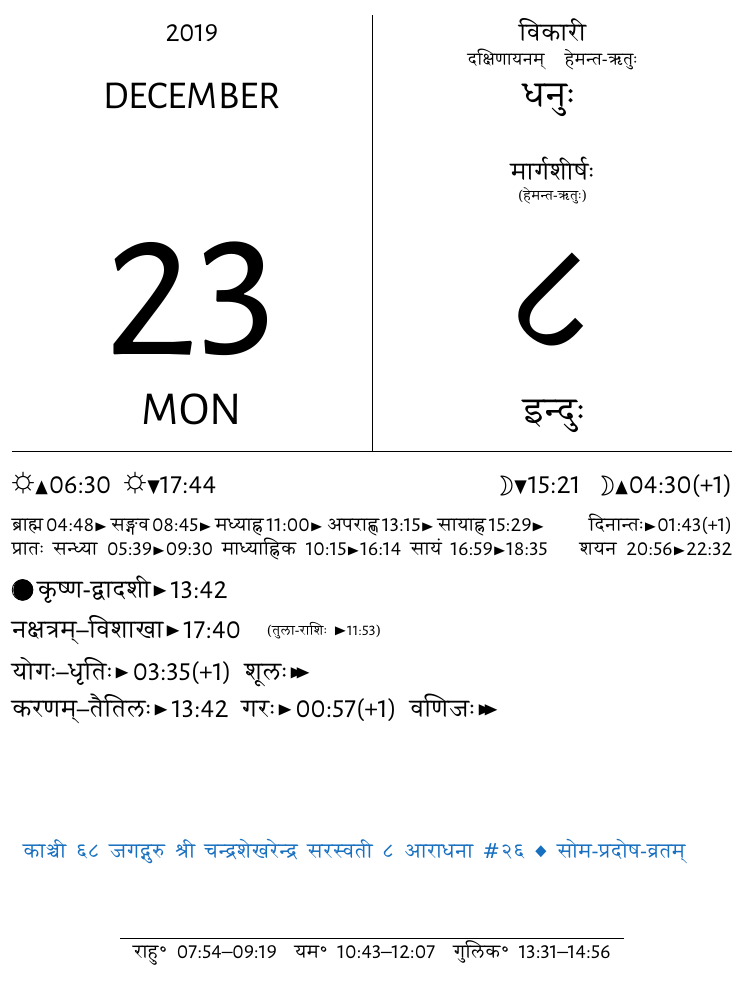 2019
DECEMBER
23
MON
विकारी
दक्षिणायनम् हेमन्त-ऋतुः
धनुः
मार्गशीर्षः
(हेमन्त-ऋतुः)
८
इन्दुः
☼▲06:30 ☼▼17:44 ☽▼15:21 ☽▲04:30(+1)
ब्राह्म 04:48► सङ्गव 08:45► मध्याह्न 11:00► अपराह्ण 13:15► सायाह्न 15:29► दिनान्तः►01:43(+1)
प्रातः सन्ध्या 05:39►09:30 माध्याह्निक 10:15►16:14 सायं 16:59►18:35 शयन 20:56►22:32
●कृष्ण-द्वादशी►13:42
नक्षत्रम्–विशाखा►17:40 (तुला-राशिः ►11:53)
योगः–धृतिः►03:35(+1) शूलः►►
करणम्–तैतिलः►13:42 गरः►00:57(+1) वणिजः►►
काञ्ची ६८ जगद्गुरु श्री चन्द्रशेखरेन्द्र सरस्वती ८ आराधना #२६ ◆ सोम-प्रदोष-व्रतम्
राहु° 07:54–09:19 यम° 10:43–12:07 गुलिक° 13:31–14:56